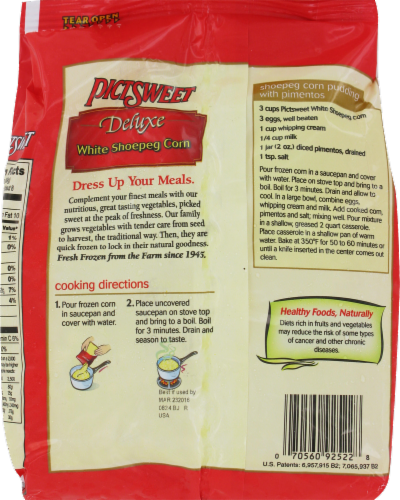 TEAR OPEN
PICTSWEET
Deluxe
White Shoepeg Corn
Dress Up Your Meals.
Complement your finest meals with our
nutritious, great tasting vegetables, picked
sweet at the peak of freshness. Our family
grows vegetables with tender care from seed
to harvest, the traditional way. Then, they are
quick frozen to lock in their natural goodness.
Fresh Frozen from the Farm since 1945.
cooking directions
1. Pour frozen corn
in saucepan and
cover with water.
2. Place uncovered
saucepan on stove top
and bring to a boil. Boil
for 3 minutes. Drain and
season to taste.
Best if used by
MAR 232016
USA
shoepeg corn pudding
with pimentos
3 cups Pictsweet White Shoepeg corn
3 eggs, well beaten
1 cup whipping cream
1/4 cup milk
1 jar (2 oz.) diced pimentos, drained
1 tsp. salt
Pour frozen corn in a saucepan and cover
with water. Place on stove top and bring to a
boil. Boil for 3 minutes. Drain and allow to
cool. In a large bowl, combine eggs,
whipping cream and milk. Add cooked corn,
pimentos and salt; mixing well. Pour mixture
in a shallow, greased 2 quart casserole.
Place casserole in a shallow pan of warm
water. Bake at 350°F for 50 to 60 minutes or
until a knife inserted in the center comes out
clean.
Healthy Foods, Naturally
Diets rich in fruits and vegetables
may reduce the risk of some types
of cancer and other chronic
diseases.
0 70560 92522 8
U.S. Patents: 6,957,915 B2; 7,065,937 B2